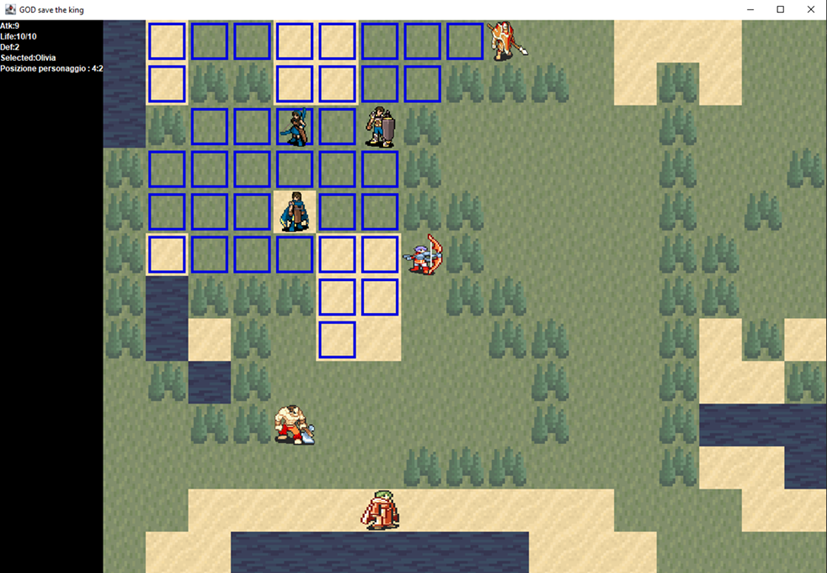 GOD save the king
Atk:9
Life:10/10
Def:2
Selected:Olivia
Posizione personaggio : 4:2